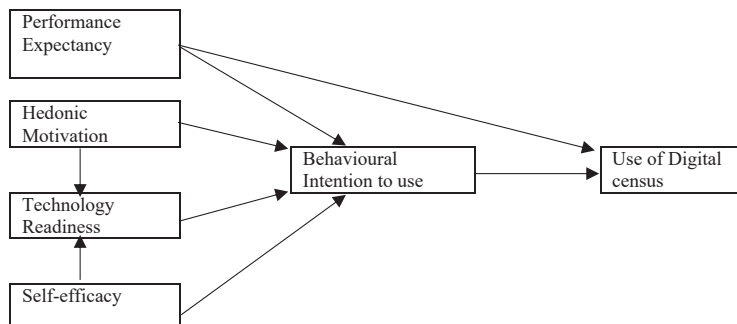 Performance
Expectancy
Hedonic
Motivation
Behavioural
Intention to use
Use of Digital
census
Technology
Readiness
Self-efficacy